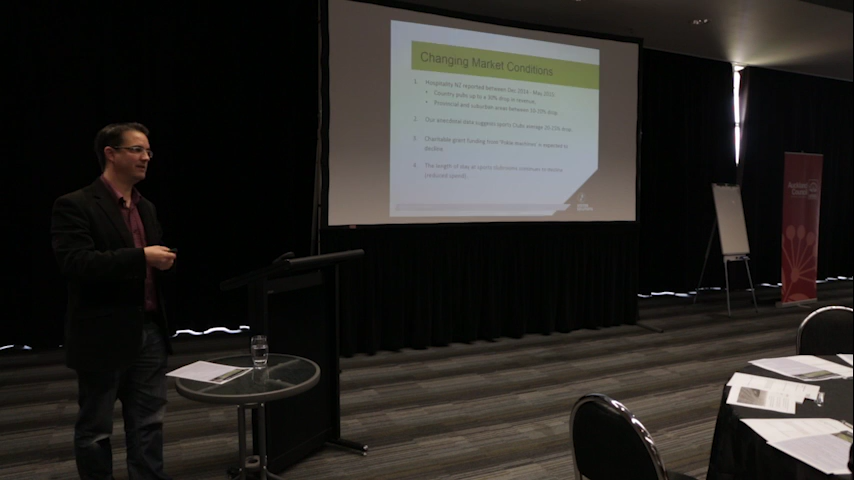 Changing Market Conditions
1. Hospitality NZ reported between Dec 2014 - May 2015:
• Country pubs up to a 30% drop in revenue,
• Provincial and suburban areas between 10-20% drop.
2. Our anecdotal data suggests sports Clubs average 20-25% drop.
3. Charitable grant funding from 'Pokie machines' is expected to
decline
4. The length of stay at sports clubrooms continues to decline
(reduced spend).
Auckland
Council